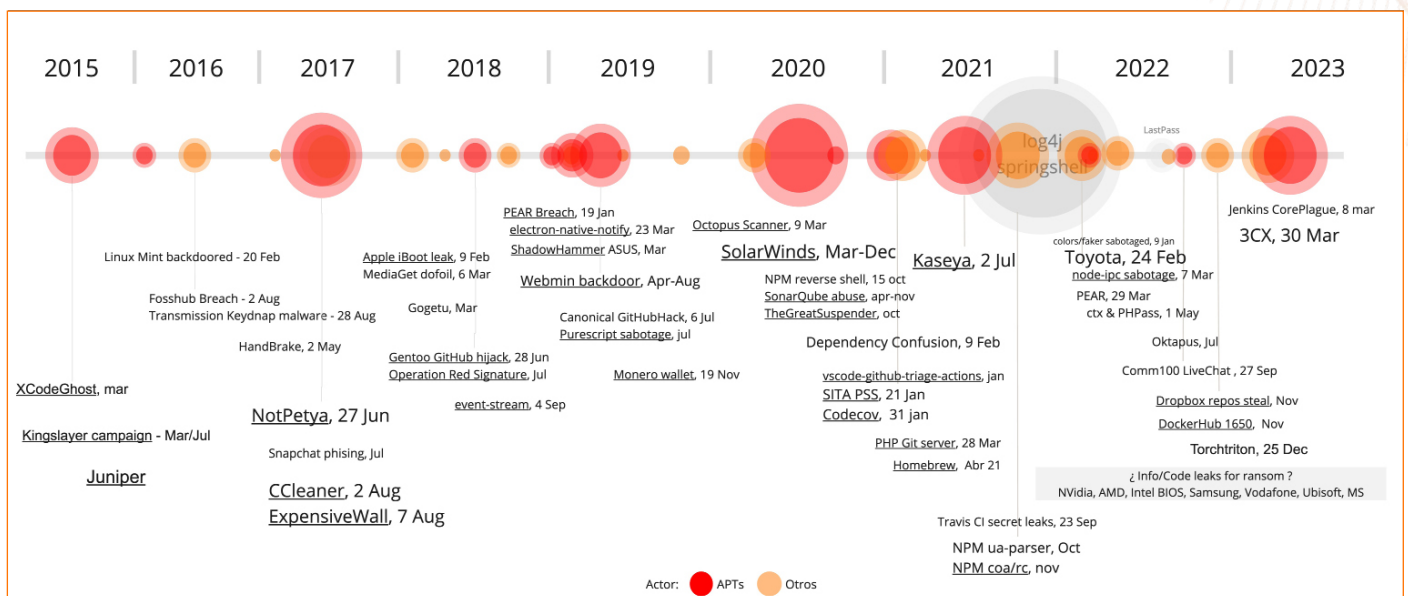 2015
2016
2017
2018
2019
2020
2021
2022
2023
log4j
springshell
LastPass
XCodeGhost, mar
Kingslayer campaign - Mar/Jul
Juniper
Linux Mint backdoored - 20 Feb
Fosshub Breach - 2 Aug
Transmission Keydnap malware - 28 Aug
HandBrake, 2 May
NotPetya, 27 Jun
Snapchat phising, Jul
CCleaner, 2 Aug
ExpensiveWall, 7 Aug
Apple iBoot leak, 9 Feb
MediaGet dofoil, 6 Mar
Gogetu, Mar
Gentoo GitHub hijack, 28 Jun
Operation Red Signature, Jul
event-stream, 4 Sep
PEAR Breach, 19 Jan
electron-native-notify, 23 Mar
ShadowHammer ASUS, Mar
Webmin backdoor, Apr-Aug
Canonical GitHubHack, 6 Jul
Purescript sabotage, jul
Monero wallet, 19 Nov
Octopus Scanner, 9 Mar
SolarWinds, Mar-Dec
NPM reverse shell, 15 oct
SonarQube abuse, apr-nov
TheGreatSuspender, oct
Dependency Confusion, 9 Feb
vscode-github-triage-actions, jan
SITA PSS, 21 Jan
Codecov, 31 jan
PHP Git server, 28 Mar
Homebrew, Abr 21
Kaseya, 2 Jul
Travis CI secret leaks, 23 Sep
NPM ua-parser, Oct
NPM coa/rc, nov
colors/faker sabotaged, 9 jan
Toyota, 24 Feb
node-ipc sabotage, 7 Mar
PEAR, 29 Mar
ctx & PHPass, 1 May
Oktapus, Jul
Comm100 LiveChat , 27 Sep
Dropbox repos steal, Nov
DockerHub 1650, Nov
Torchtriton, 25 Dec
¿ Info/Code leaks for ransom ?
NVidia, AMD, Intel BIOS, Samsung, Vodafone, Ubisoft, MS
Jenkins CorePlague, 8 mar
3CX, 30 Mar
Actor: APTs Otros